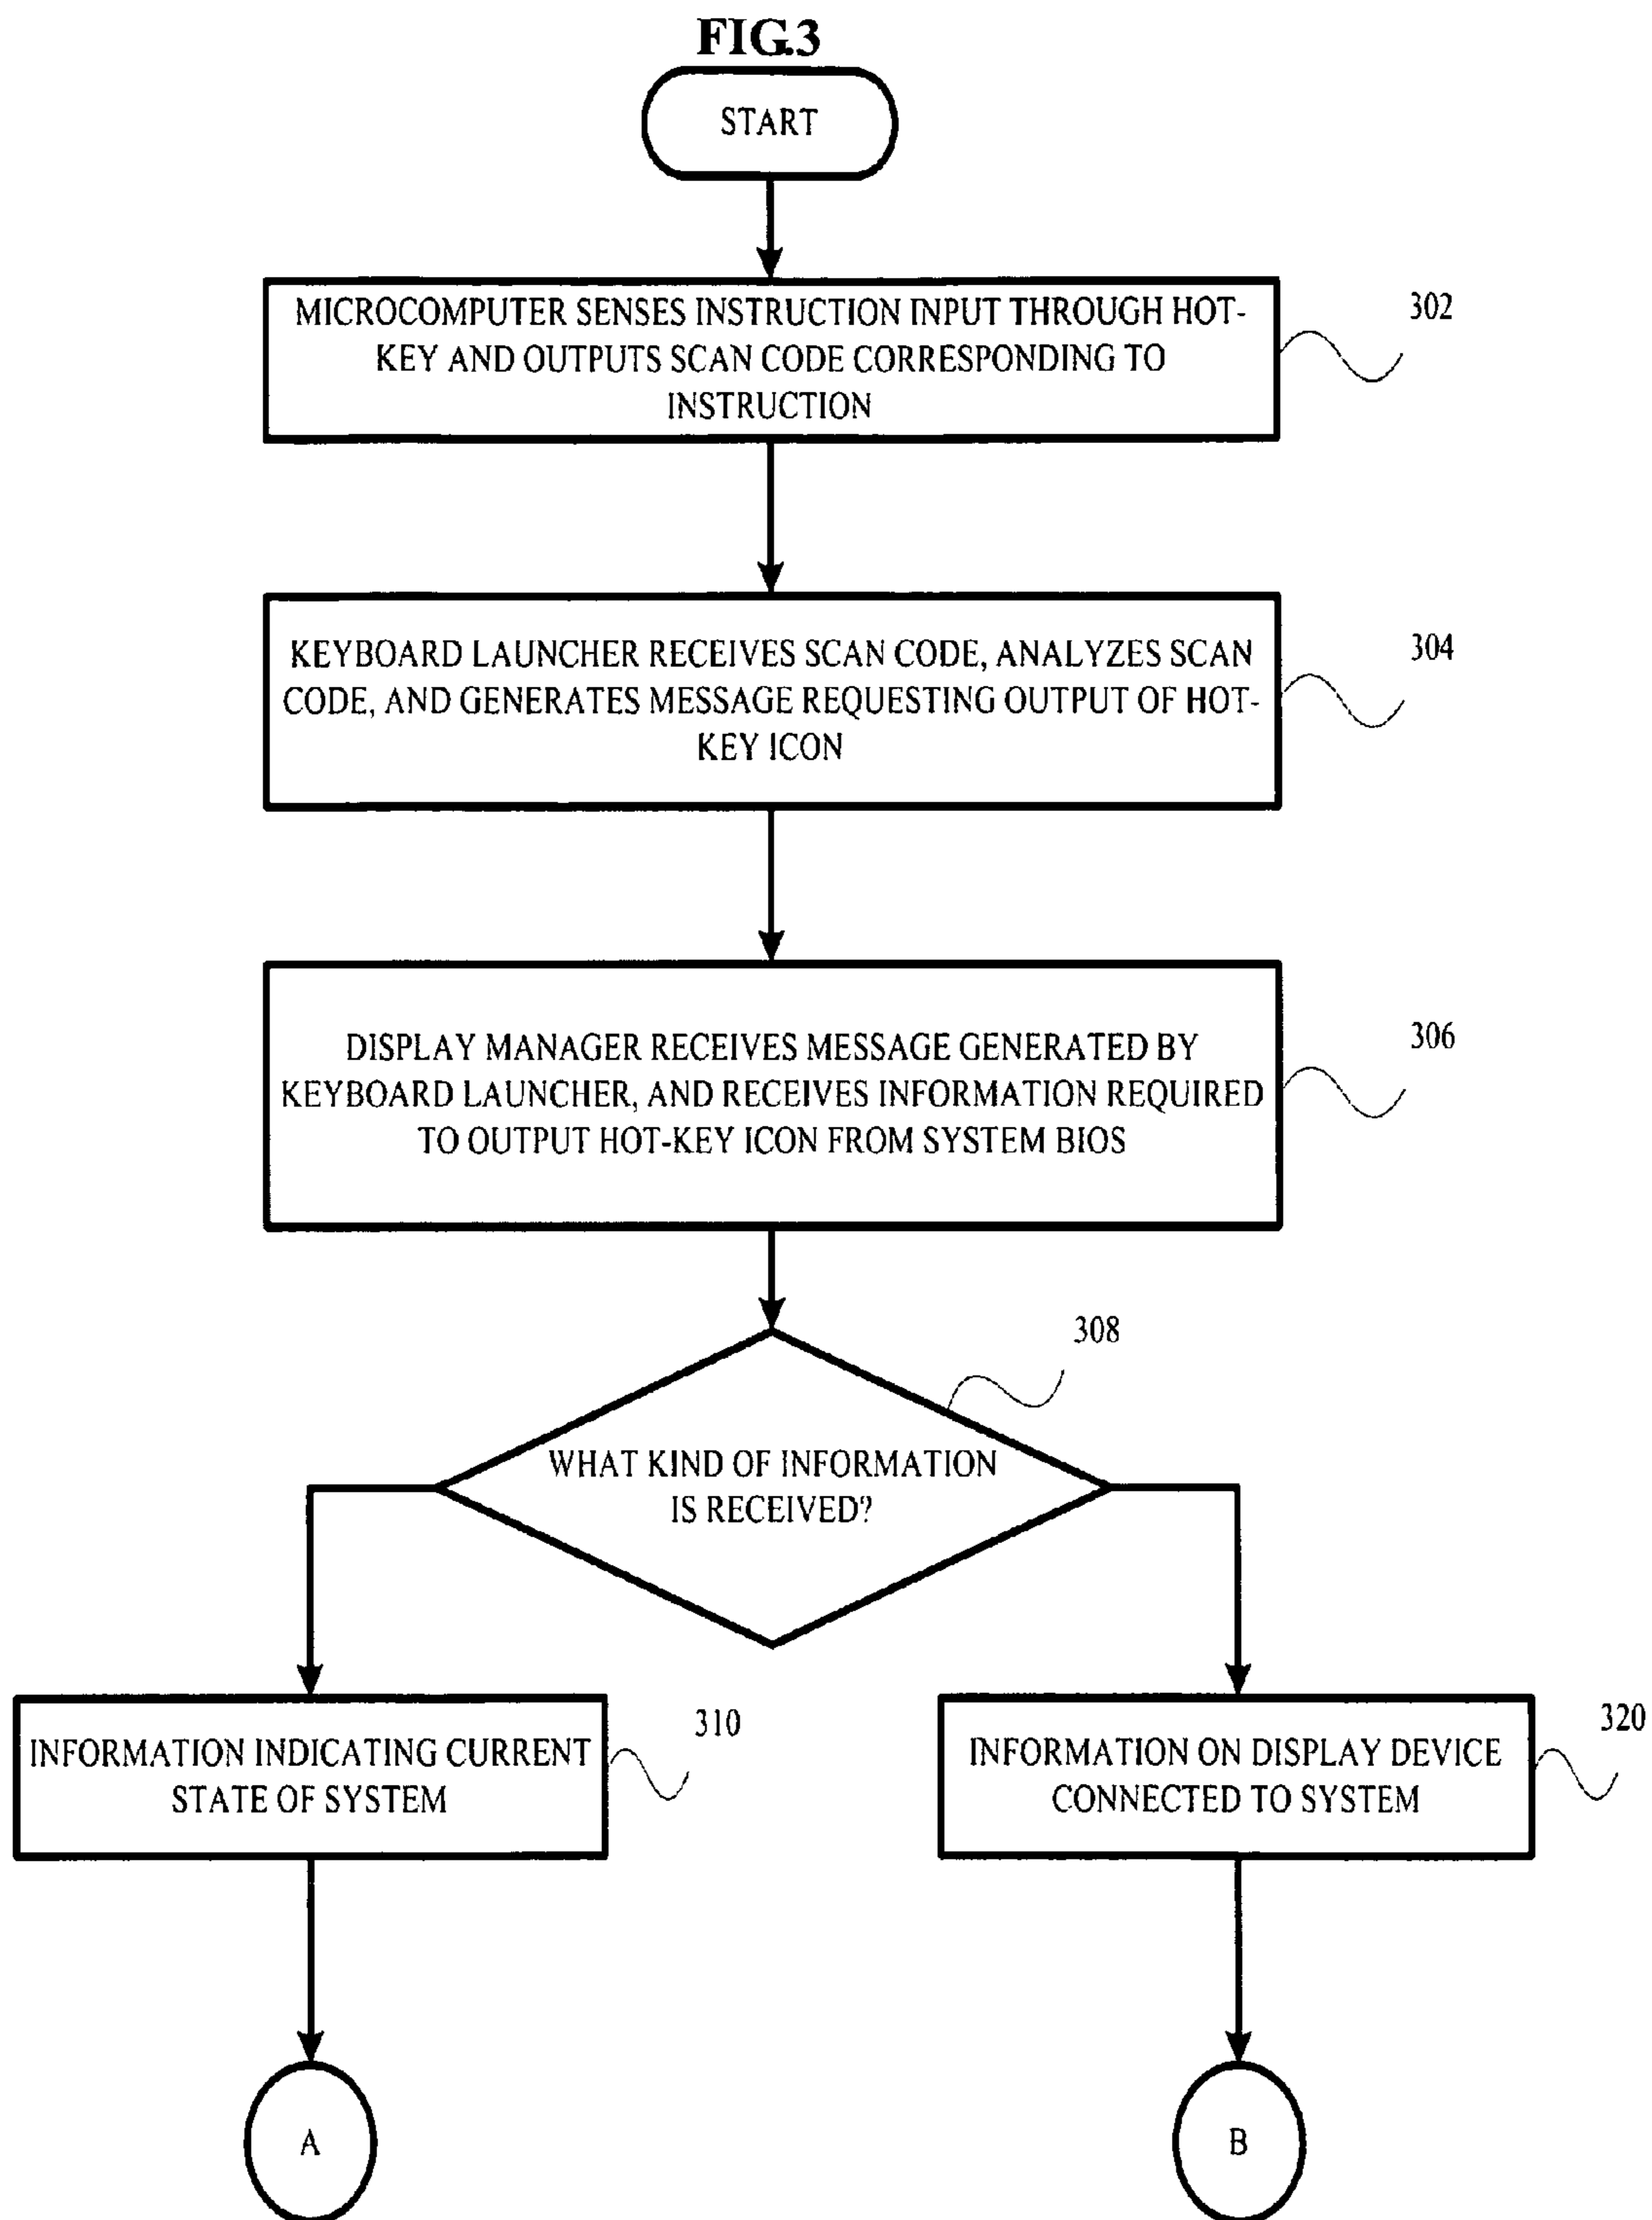 FIG.3
START
MICROCOMPUTER SENSES INSTRUCTION INPUT THROUGH HOT-
KEY AND OUTPUTS SCAN CODE CORRESPONDING TO
INSTRUCTION
302
KEYBOARD LAUNCHER RECEIVES SCAN CODE, ANALYZES SCAN
CODE, AND GENERATES MESSAGE REQUESTING OUTPUT OF HOT-
KEY ICON
304
DISPLAY MANAGER RECEIVES MESSAGE GENERATED BY
KEYBOARD LAUNCHER, AND RECEIVES INFORMATION REQUIRED
TO OUTPUT HOT-KEY ICON FROM SYSTEM BIOS
306
308
WHAT KIND OF INFORMATION
IS RECEIVED?
INFORMATION INDICATING CURRENT
STATE OF SYSTEM
310
INFORMATION ON DISPLAY DEVICE
CONNECTED TO SYSTEM
320
A
B